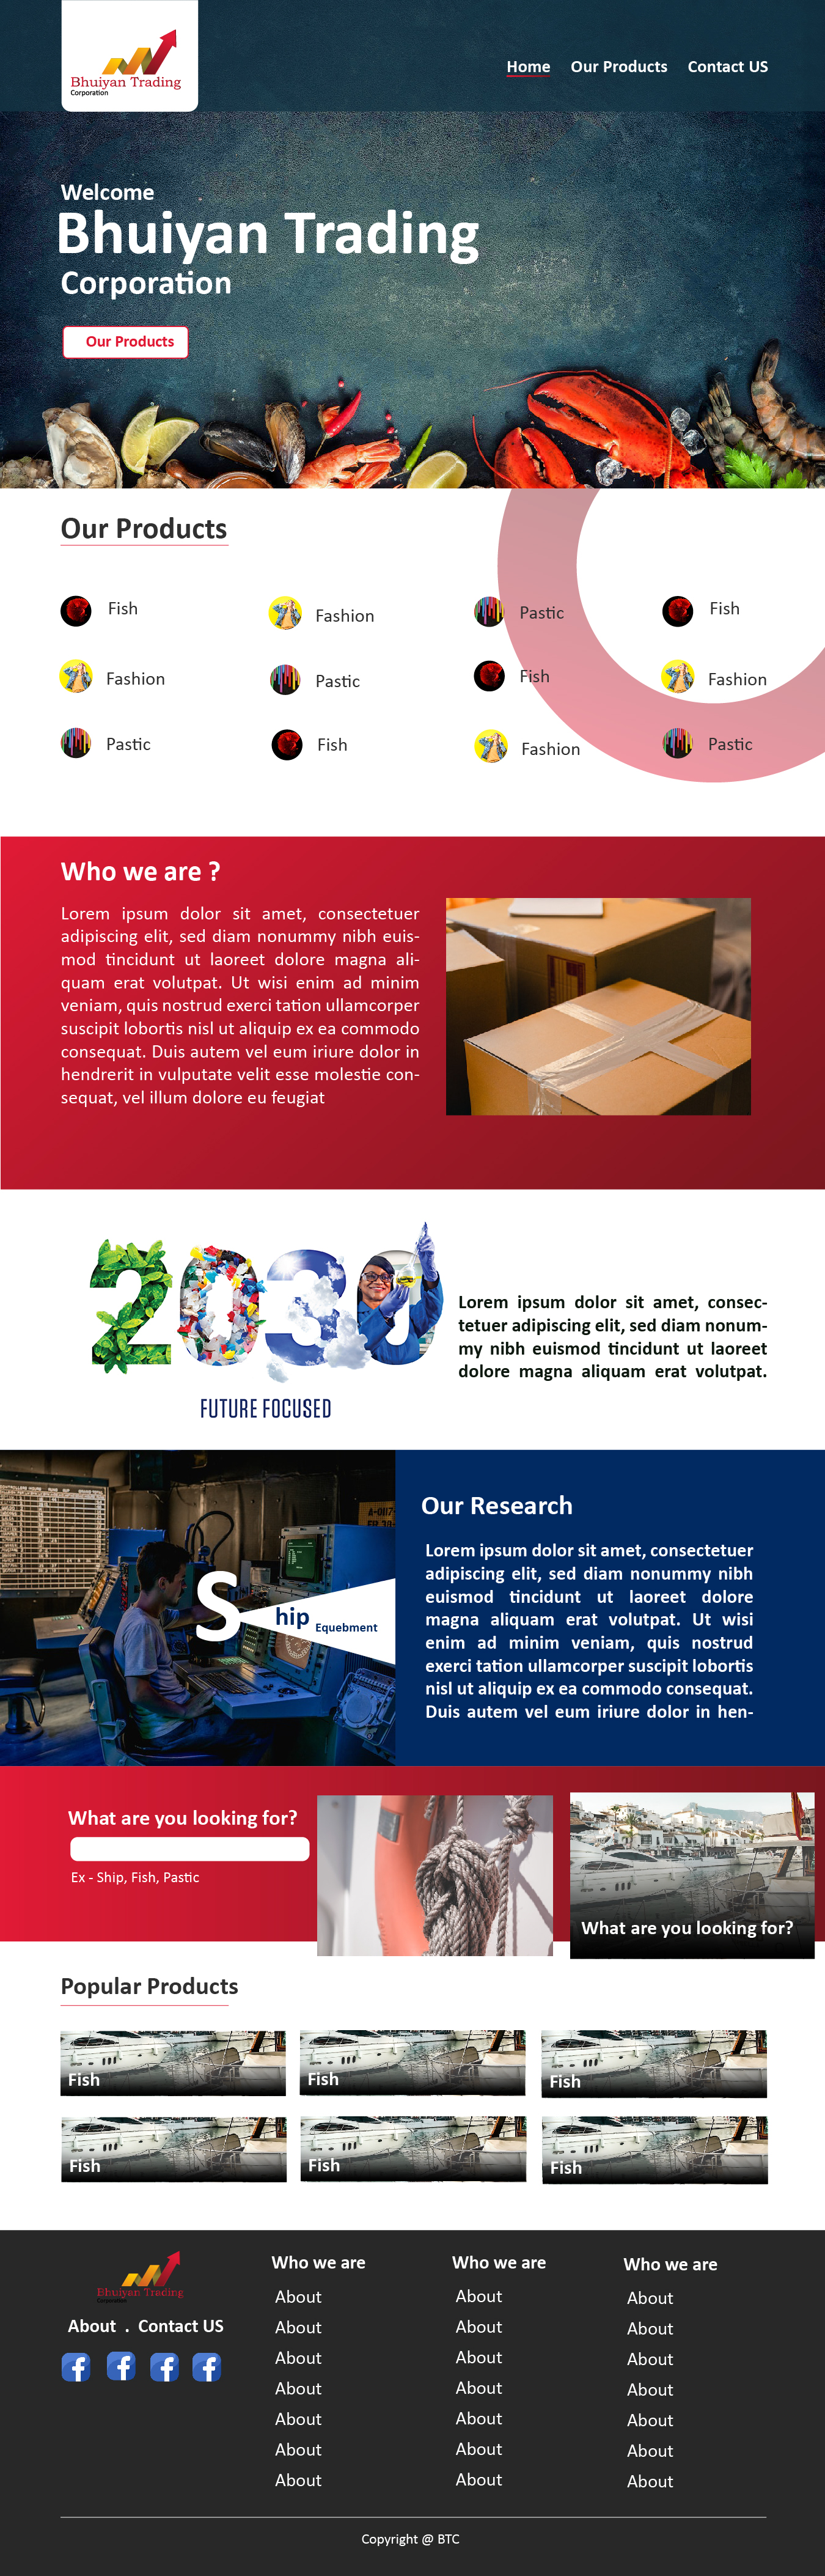 Bhuiyan Trading
Corporation
Home Our Products Contact US
Welcome
Bhuiyan Trading
Corporation
Our Products
Our Products
Fish Fashion Pastic Fish
Fashion Pastic Fish Fashion
Pastic Fish Fashion Pastic
Who we are ?
Lorem ipsum dolor sit amet, consectetuer
adipiscing elit, sed diam nonummy nibh euis-
mod tincidunt ut laoreet dolore magna ali-
quam erat volutpat. Ut wisi enim ad minim
veniam, quis nostrud exerci tation ullamcorper
suscipit lobortis nisl ut aliquip ex ea commodo
consequat. Duis autem vel eum iriure dolor in
hendrerit in vulputate velit esse molestie con-
sequat, vel illum dolore eu feugiat
2030
FUTURE FOCUSED
Lorem ipsum dolor sit amet, consec-
tetuer adipiscing elit, sed diam nonum-
my nibh euismod tincidunt ut laoreet
dolore magna aliquam erat volutpat.
Ship Equebment
Our Research
Lorem ipsum dolor sit amet, consectetuer
adipiscing elit, sed diam nonummy nibh
euismod tincidunt ut laoreet dolore
magna aliquam erat volutpat. Ut wisi
enim ad minim veniam, quis nostrud
exerci tation ullamcorper suscipit lobortis
nisl ut aliquip ex ea commodo consequat.
Duis autem vel eum iriure dolor in hen-
What are you looking for?
Ex - Ship, Fish, Pastic
What are you looking for?
Popular Products
Fish Fish Fish
Fish Fish Fish
Bhuiyan Trading
Corporation
About . Contact US
Who we are
About
About
About
About
About
About
About
Who we are
About
About
About
About
About
About
About
Who we are
About
About
About
About
About
About
About
Copyright @ BTC